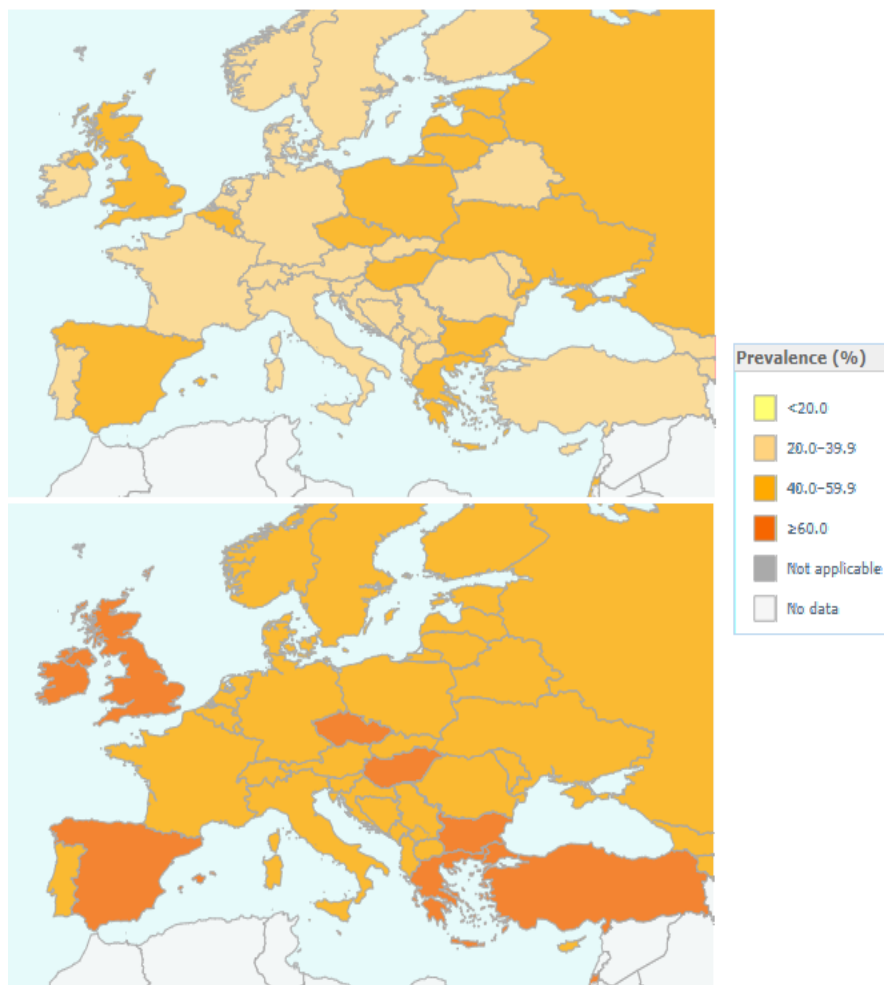 Prevalence (%)
<20.0
20.0-39.9
40.0-59.9
≥60.0
Not applicable
No data